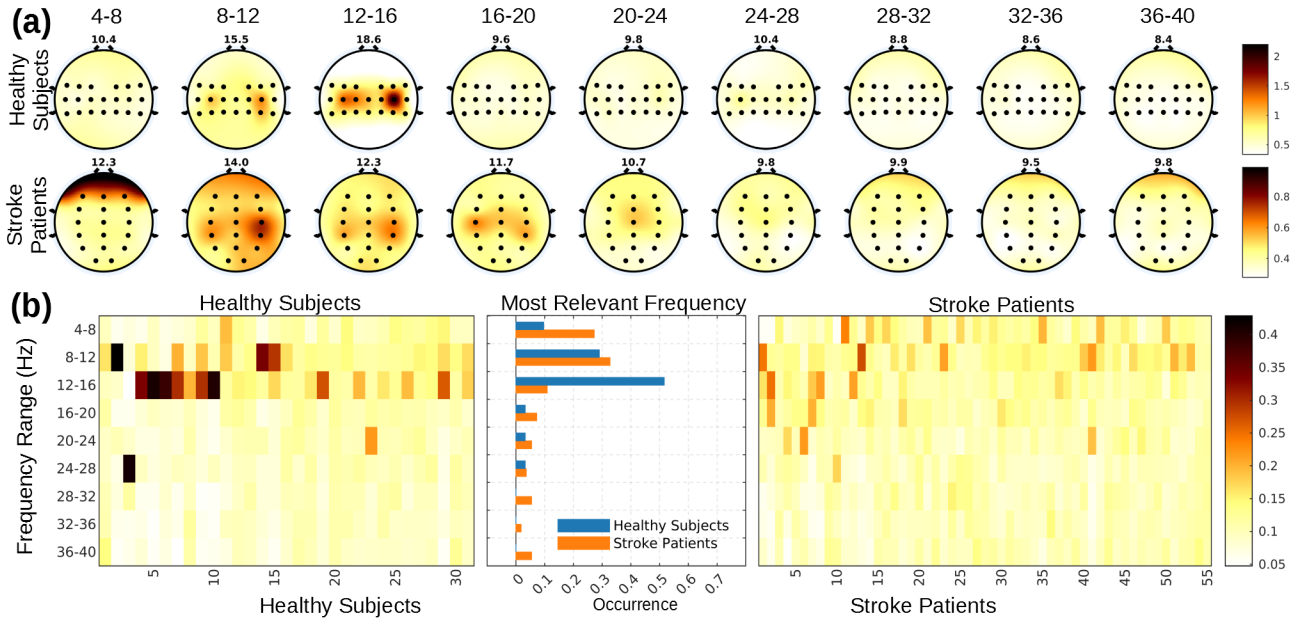 (a) 4-8 8-12 12-16 16-20 20-24 24-28 28-32 32-36 36-40
Healthy
Subjects
10.4 15.5 18.6 9.6 9.8 10.4 8.8 8.6 8.4
2
1.5
1
0.5
Stroke
Patients
12.3 14.0 12.3 11.7 10.7 9.8 9.9 9.5 9.8
0.8
0.6
0.4
(b) Healthy Subjects Most Relevant Frequency Stroke Patients
Frequency Range (Hz)
4-8
8-12
12-16
16-20
20-24
24-28
28-32
32-36
36-40
5 10 15 20 25 30
Healthy Subjects
Healthy Subjects
Stroke Patients
0 0.1 0.2 0.3 0.4 0.5 0.6 0.7
Occurrence
5 10 15 20 25 30 35 40 45 50 55
Stroke Patients
0.4
0.35
0.3
0.25
0.2
0.15
0.1
0.05